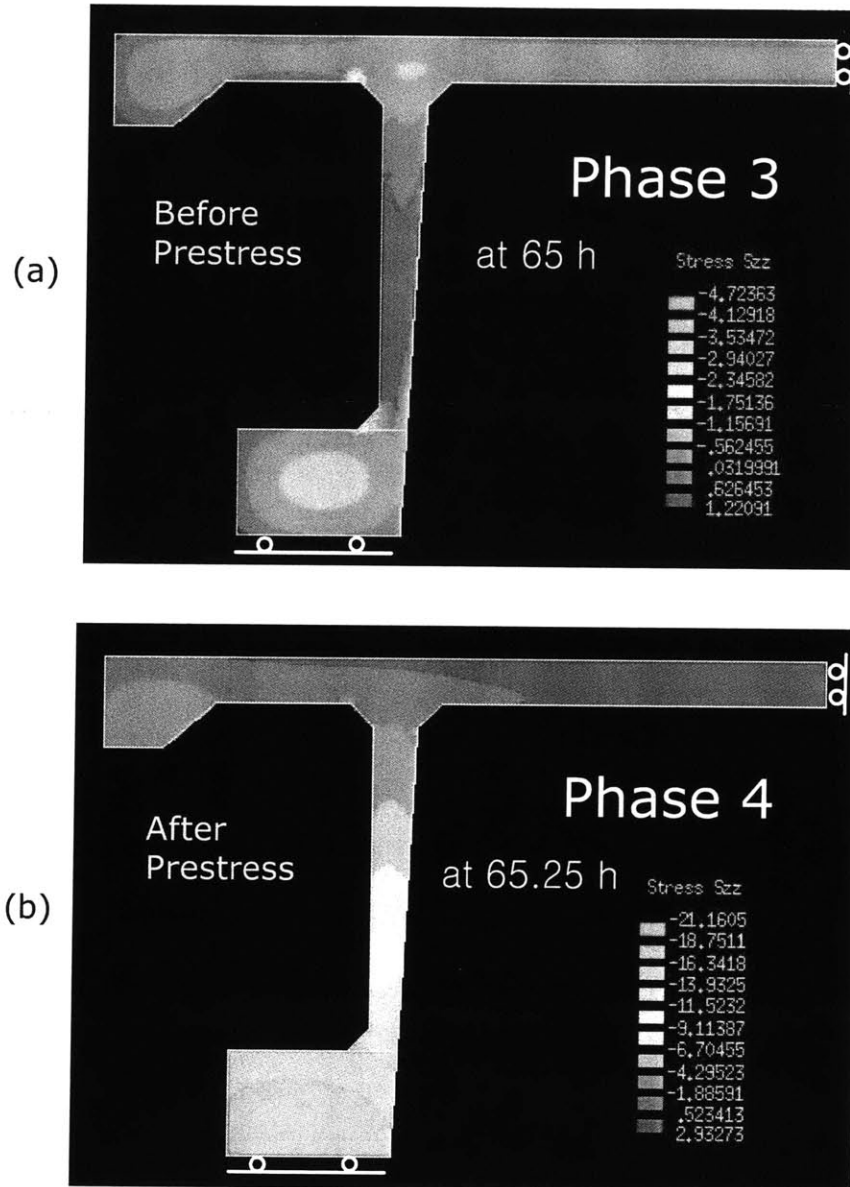 Phase 3
Before
Prestress
(a)
at 65 h
Stress Szz
-4.72363
-4.12918
-3.53472
-2.94027
-2.34582
-1.75136
-1.15691
-.562455
.0319991
.626453
1.22091
Phase 4
After
Prestress
at 65.25 h
(b)
Stress Szz
-21.1605
-18.7511
-16.3418
-13.9325
-11.5232
-9.11387
-6.70455
-4.29523
-1.88591
.523413
2.93273